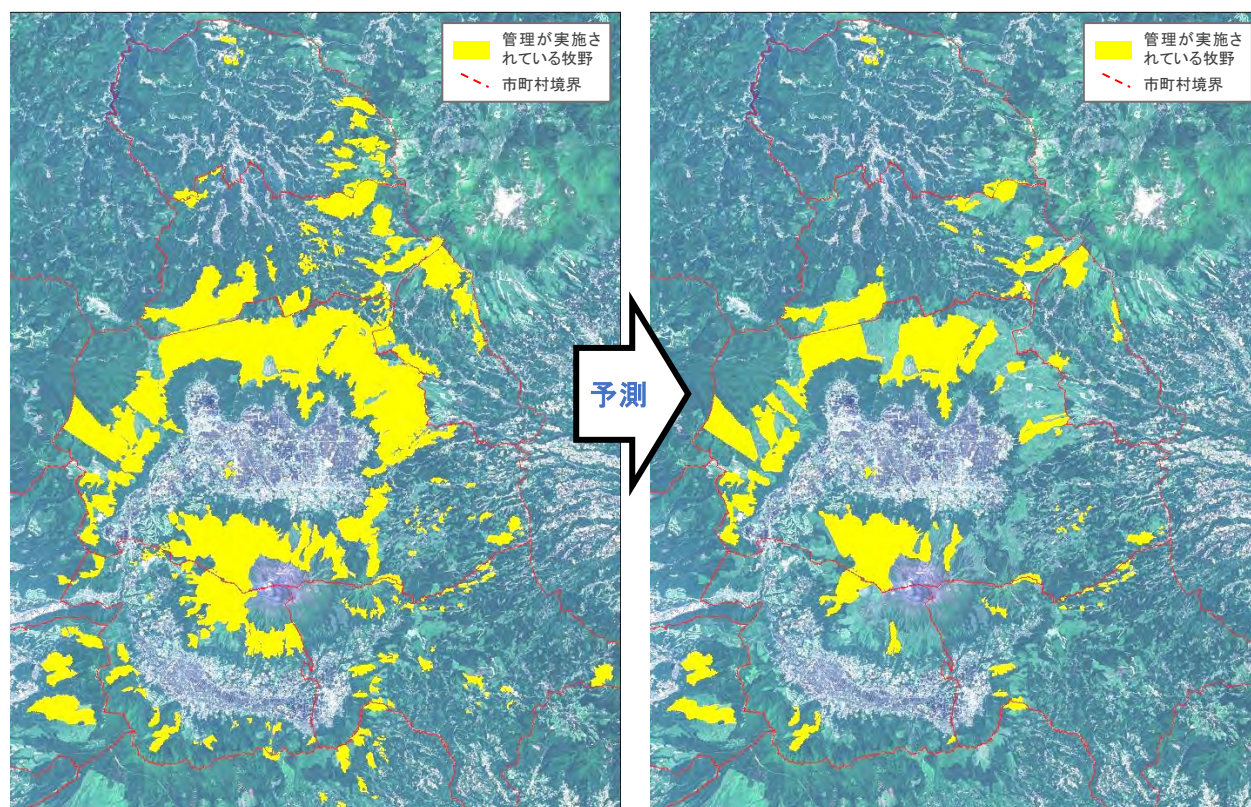 管理が実施さ
れている牧野
市町村境界
予測
管理が実施さ
れている牧野
市町村境界